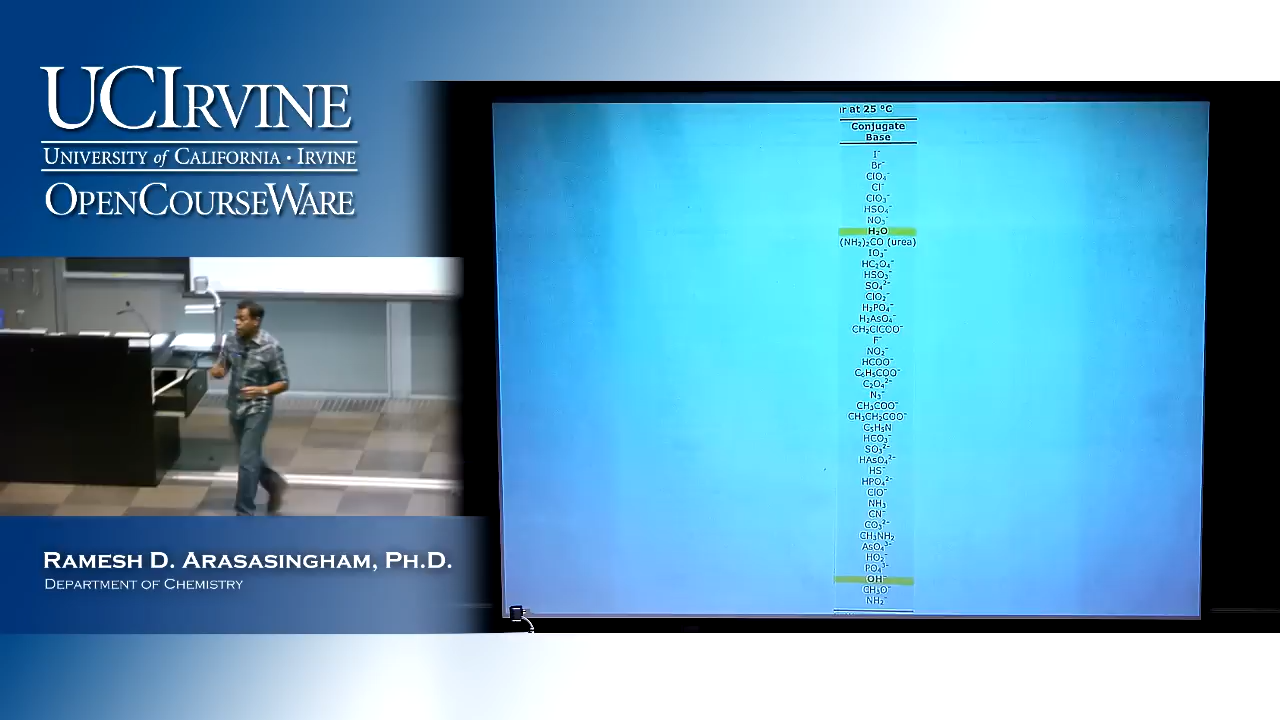 UCIRVINE
UNIVERSITY of CALIFORNIA · IRVINE
OPENCOURSEWARE
RAMESH D. ARASASINGHAM, PH.D.
DEPARTMENT OF CHEMISTRY
r at 25 °C
Conjugate
Base
I⁻
Br⁻
ClO₄⁻
Cl⁻
ClO₃⁻
HSO₄⁻
NO₃⁻
H₂O
(NH₂)₂CO (urea)
IO₃⁻
HC₂O₄⁻
HSO₃⁻
SO₄²⁻
ClO₂⁻
H₂PO₄⁻
H₂AsO₄⁻
CH₂ClCOO⁻
F⁻
NO₂⁻
HCOO⁻
C₆H₅COO⁻
C₂O₄²⁻
N₃⁻
CH₃COO⁻
CH₃CH₂COO⁻
C₅H₅N
HCO₃⁻
SO₃²⁻
HAsO₄²⁻
HS⁻
HPO₄²⁻
ClO⁻
NH₃
CN⁻
CO₃²⁻
CH₃NH₂
AsO₄³⁻
HO₂⁻
PO₄³⁻
OH⁻
CH₃O⁻
NH₂⁻